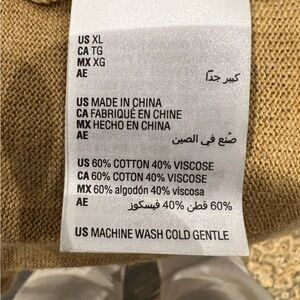 US XL
CA TG
MX XG
AE كبير جدًا
US MADE IN CHINA
CA FABRIQUÉ EN CHINE
MX HECHO EN CHINA
AE صُنع في الصين
US 60% COTTON 40% VISCOSE
CA 60% COTTON 40% VISCOSE
MX 60% algodón 40% viscosa
AE 60% قطن 40% فيسكوز
US MACHINE WASH COLD GENTLE